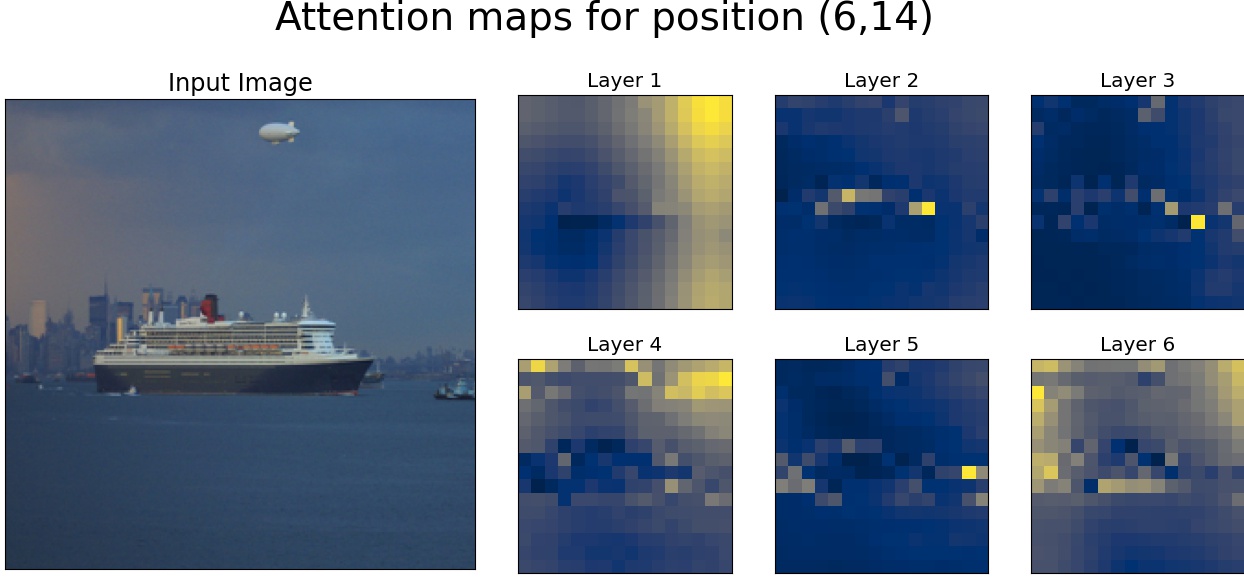 Attention maps for position (6,14)
Input Image
Layer 1
Layer 2
Layer 3
Layer 4
Layer 5
Layer 6